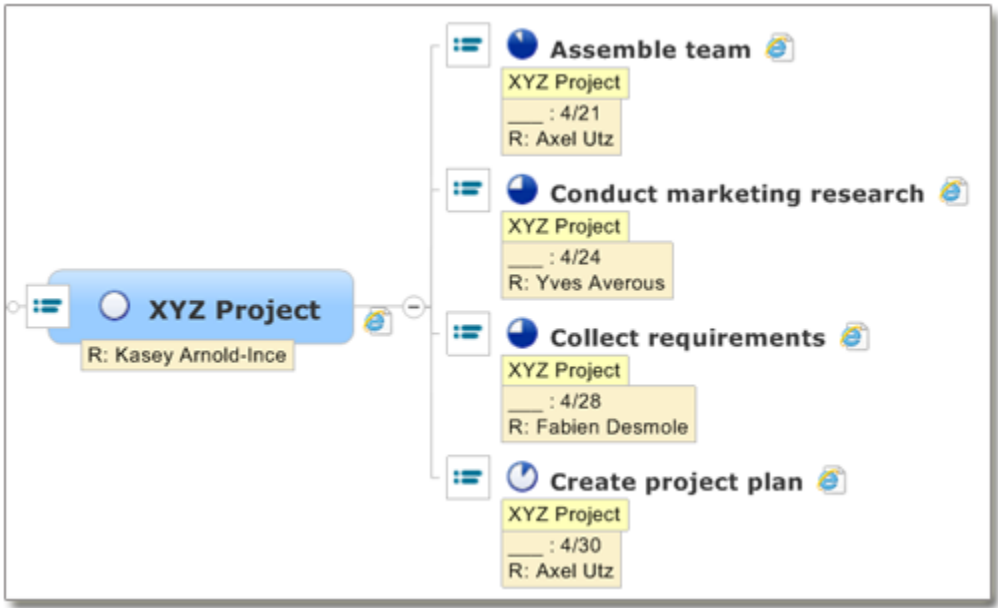 Assemble team
XYZ Project
___ : 4/21
R: Axel Utz
Conduct marketing research
XYZ Project
___ : 4/24
R: Yves Averous
XYZ Project
R: Kasey Arnold-Ince
Collect requirements
XYZ Project
___ : 4/28
R: Fabien Desmole
Create project plan
XYZ Project
___ : 4/30
R: Axel Utz